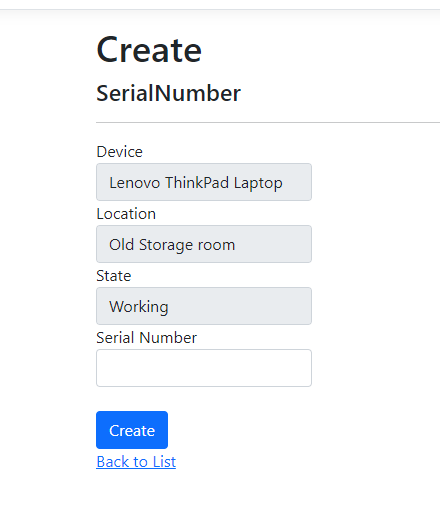 Create
SerialNumber
Device
Lenovo ThinkPad Laptop
Location
Old Storage room
State
Working
Serial Number
Create
Back to List